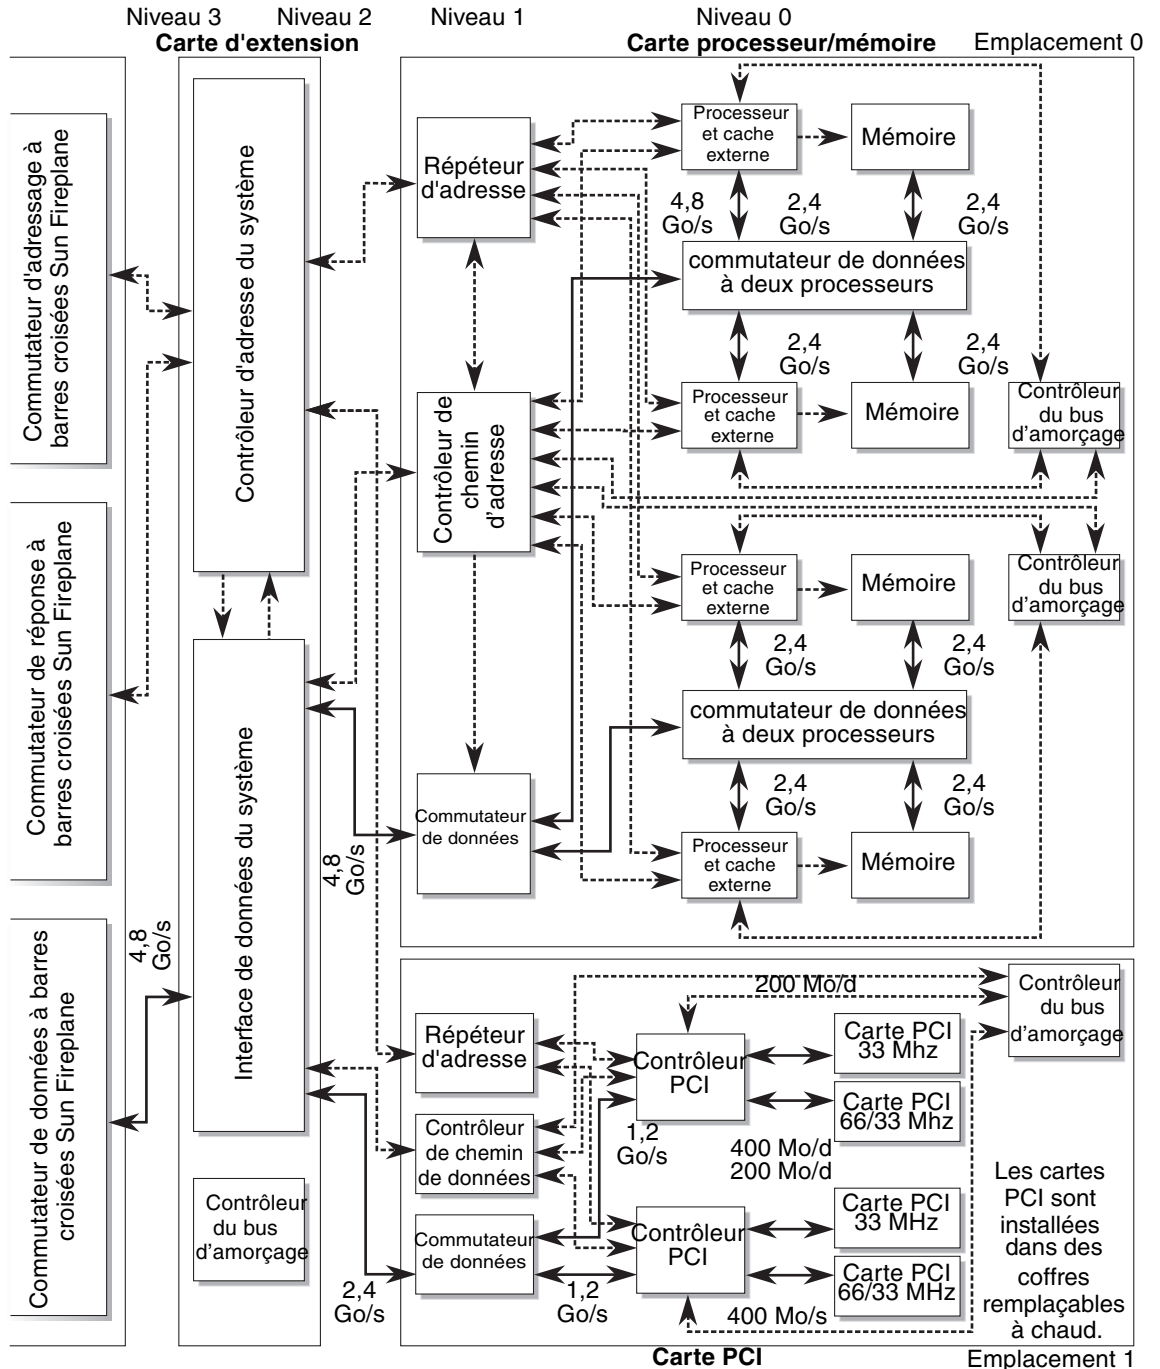 Niveau 3
Niveau 2
Niveau 1
Niveau 0
Carte d'extension
Carte processeur/mémoire
Emplacement 0
Commutateur d'adressage à
barres croisées Sun Fireplane
Commutateur de réponse à
barres croisées Sun Fireplane
Commutateur de données à barres
croisées Sun Fireplane
4,8
Go/s
Contrôleur d'adresse du système
Interface de données du système
Contrôleur
du bus
d'amorçage
4,8
Go/s
2,4
Go/s
Répéteur
d'adresse
Contrôleur de
chemin
d'adresse
Commutateur
de données
Processeur
et cache
externe
Mémoire
4,8
Go/s
2,4
Go/s
2,4
Go/s
commutateur de données
à deux processeurs
2,4
Go/s
2,4
Go/s
Processeur
et cache
externe
Mémoire
Contrôleur
du bus
d'amorçage
Processeur
et cache
externe
Mémoire
Contrôleur
du bus
d'amorçage
2,4
Go/s
2,4
Go/s
commutateur de données
à deux processeurs
2,4
Go/s
2,4
Go/s
Processeur
et cache
externe
Mémoire
200 Mo/d
Contrôleur
du bus
d'amorçage
Répéteur
d'adresse
Contrôleur
PCI
Carte PCI
33 Mhz
Carte PCI
66/33 Mhz
Contrôleur
de chemin
de données
1,2
Go/s
400 Mo/d
200 Mo/d
Commutateur
de données
Contrôleur
PCI
Carte PCI
33 MHz
Carte PCI
66/33 MHz
1,2
Go/s
400 Mo/s
Les cartes
PCI sont
installées
dans des
coffres
remplaçables
à chaud.
Carte PCI
Emplacement 1